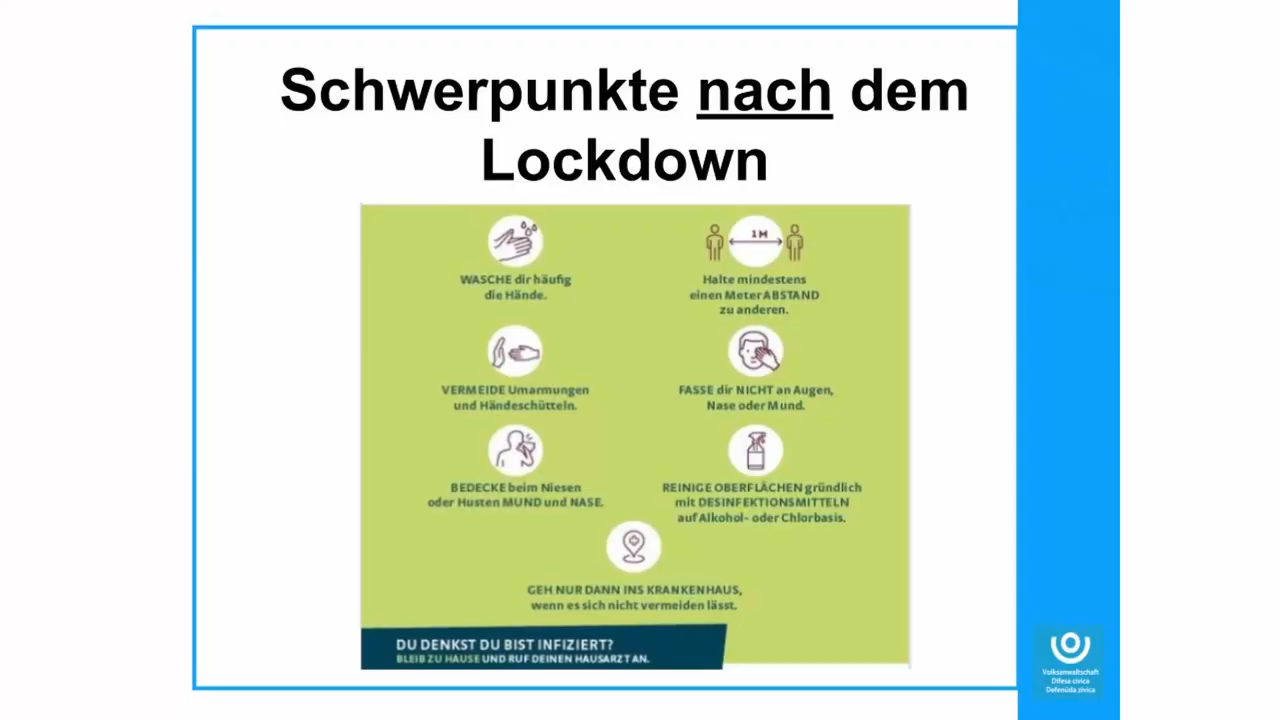 Schwerpunkte nach dem
Lockdown
1 M
WASCHE dir häufig
die Hände.
Halte mindestens
einen Meter ABSTAND
zu anderen.
VERMEIDE Umarmungen
und Händeschütteln.
FASSE dir NICHT an Augen,
Nase oder Mund.
BEDECKE beim Niesen
oder Husten MUND und NASE.
REINIGE OBERFLÄCHEN gründlich
mit DESINFEKTIONSMITTELN
auf Alkohol- oder Chlorbasis.
GEH NUR DANN INS KRANKENHAUS,
wenn es sich nicht vermeiden lässt.
DU DENKST DU BIST INFIZIERT?
BLEIB ZU HAUSE UND RUF DEINEN HAUSARZT AN.
Volksanwaltschaft
Difesa civica
Defenüda zivica